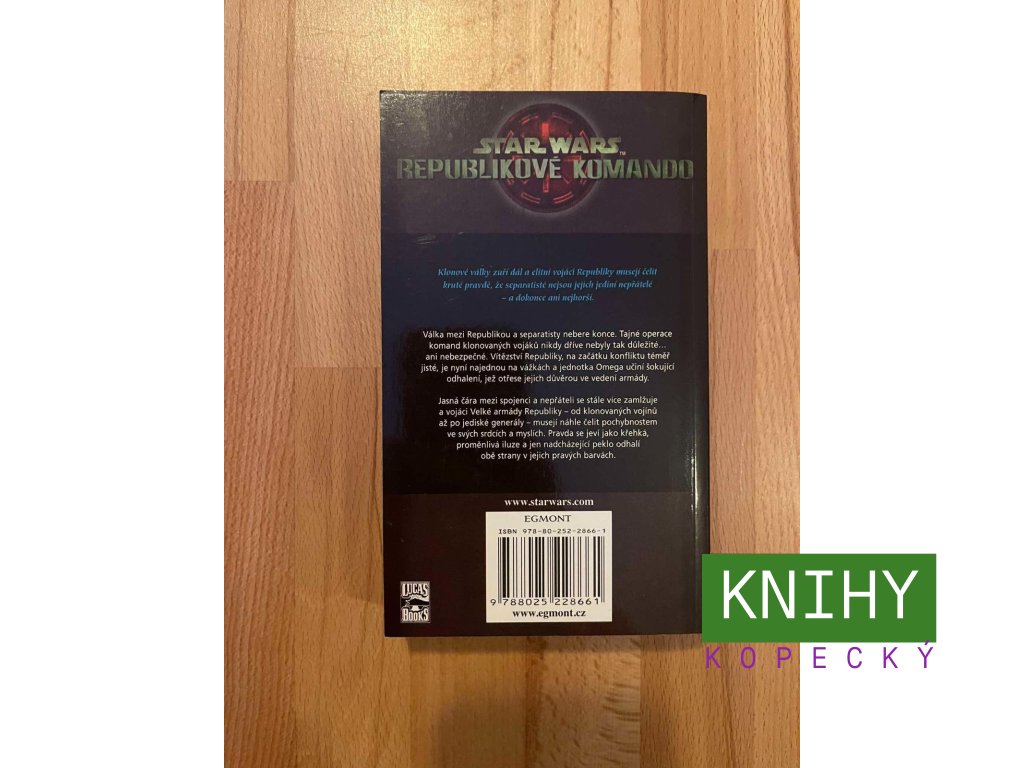 STAR WARS™
REPUBLIKOVÉ KOMANDO
Klonové války zuří dál a elitní vojáci Republiky musejí čelit
kruté pravdě, že separatisté nejsou jejich jediní nepřátelé
– a dokonce ani nejhorší.
Válka mezi Republikou a separatisty nebere konce. Tajné operace
komand klonovaných vojáků nikdy dříve nebyly tak důležité…
ani nebezpečné. Vítězství Republiky, na začátku konfliktu téměř
jisté, je nyní najednou na vážkách a jednotka Omega učiní šokující
odhalení, jež otřese jejich důvěrou ve vedení armády.
Jasná čára mezi spojenci a nepřáteli se stále více zamlžuje
a vojáci Velké armády Republiky – od klonovaných vojínů
až po jediské generály – musejí náhle čelit pochybnostem
ve svých srdcích a myslích. Pravda se jeví jako křehká,
proměnlivá iluze a jen nadcházející peklo odhalí
obě strany v jejich pravých barvách.
www.starwars.com
EGMONT
ISBN 978-80-252-2866-1
9 788025 228661
www.egmont.cz
LUCAS
BOOKS
KNIHY
KOPECKÝ